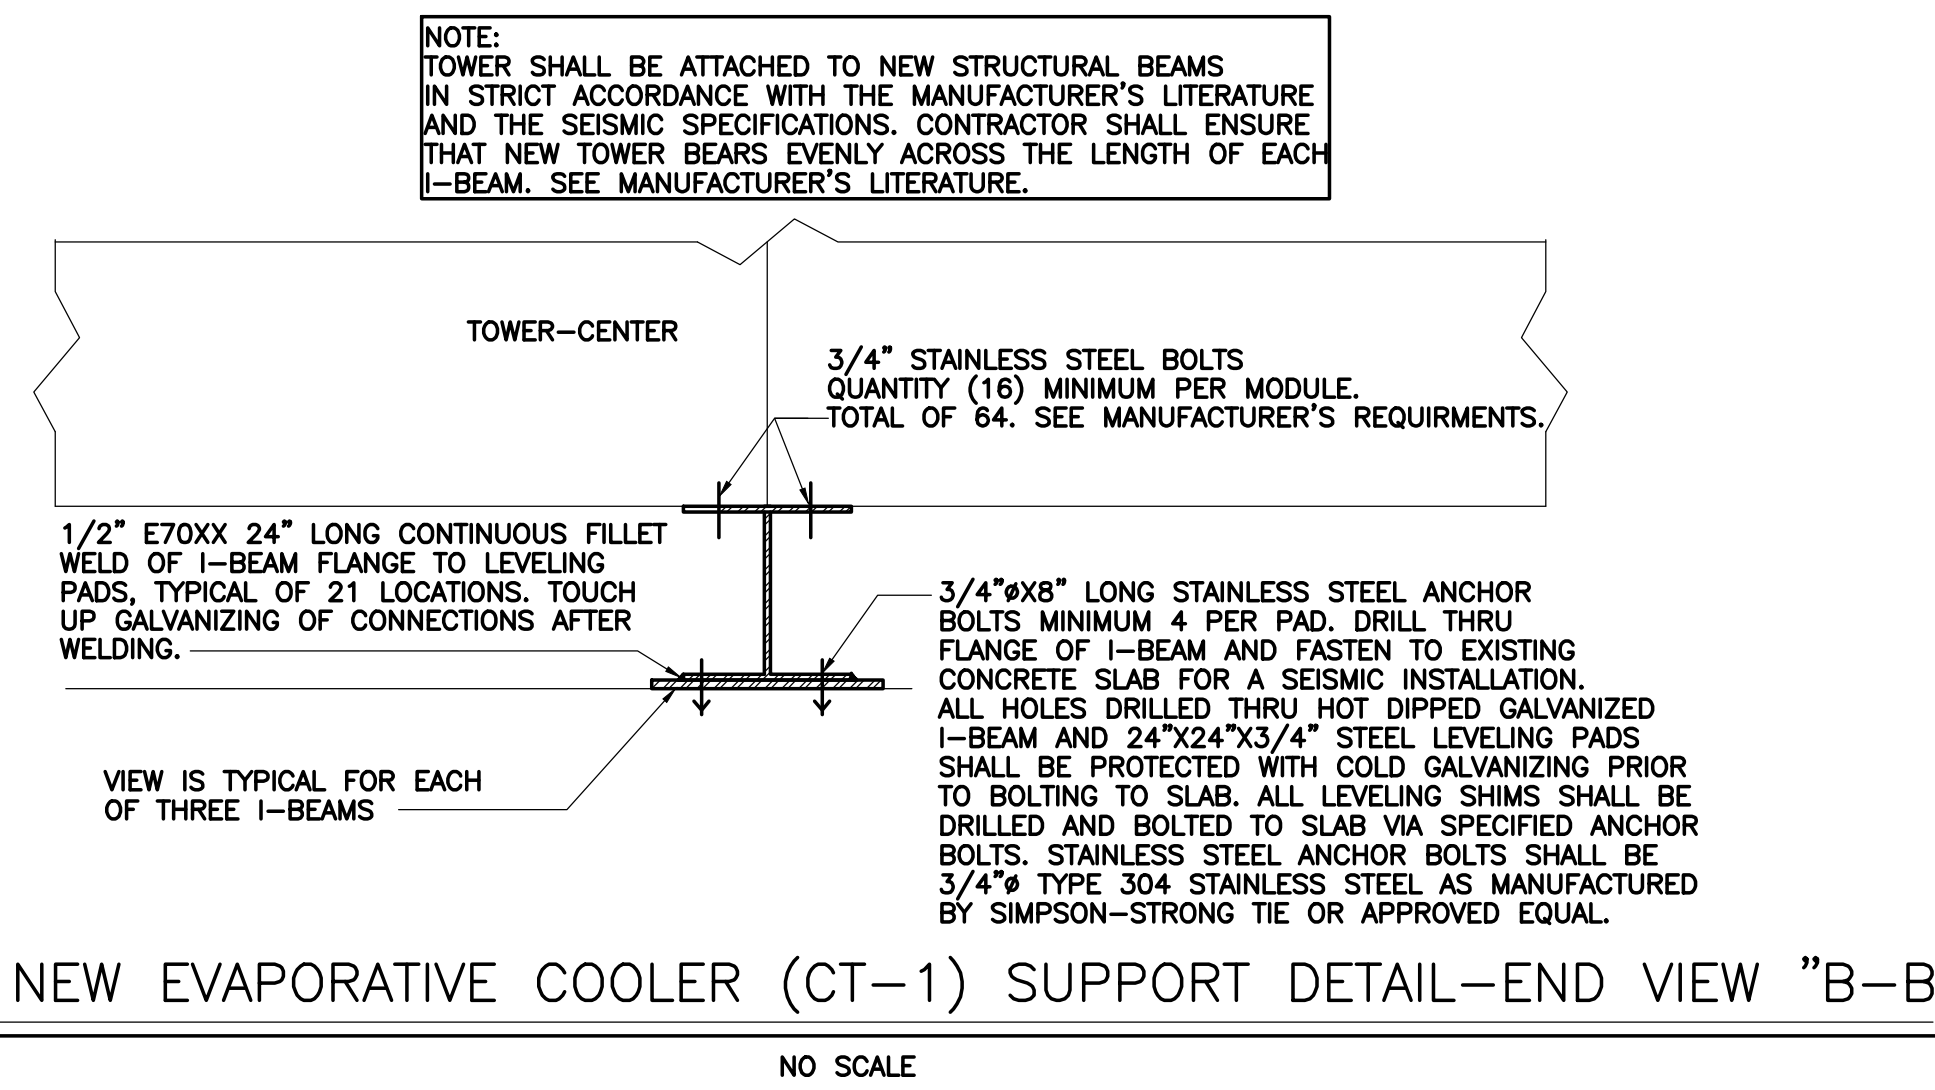 NOTE:
TOWER SHALL BE ATTACHED TO NEW STRUCTURAL BEAMS
IN STRICT ACCORDANCE WITH THE MANUFACTURER'S LITERATURE
AND THE SEISMIC SPECIFICATIONS. CONTRACTOR SHALL ENSURE
THAT NEW TOWER BEARS EVENLY ACROSS THE LENGTH OF EACH
I-BEAM. SEE MANUFACTURER'S LITERATURE.
TOWER-CENTER
3/4" STAINLESS STEEL BOLTS
QUANTITY (16) MINIMUM PER MODULE.
TOTAL OF 64. SEE MANUFACTURER'S REQUIRMENTS.
1/2" E70XX 24" LONG CONTINUOUS FILLET
WELD OF I-BEAM FLANGE TO LEVELING
PADS, TYPICAL OF 21 LOCATIONS. TOUCH
UP GALVANIZING OF CONNECTIONS AFTER
WELDING.
3/4"øX8" LONG STAINLESS STEEL ANCHOR
BOLTS MINIMUM 4 PER PAD. DRILL THRU
FLANGE OF I-BEAM AND FASTEN TO EXISTING
CONCRETE SLAB FOR A SEISMIC INSTALLATION.
ALL HOLES DRILLED THRU HOT DIPPED GALVANIZED
I-BEAM AND 24"X24"X3/4" STEEL LEVELING PADS
SHALL BE PROTECTED WITH COLD GALVANIZING PRIOR
TO BOLTING TO SLAB. ALL LEVELING SHIMS SHALL BE
DRILLED AND BOLTED TO SLAB VIA SPECIFIED ANCHOR
BOLTS. STAINLESS STEEL ANCHOR BOLTS SHALL BE
3/4"ø TYPE 304 STAINLESS STEEL AS MANUFACTURED
BY SIMPSON-STRONG TIE OR APPROVED EQUAL.
VIEW IS TYPICAL FOR EACH
OF THREE I-BEAMS
NEW EVAPORATIVE COOLER (CT-1) SUPPORT DETAIL-END VIEW "B-B
NO SCALE